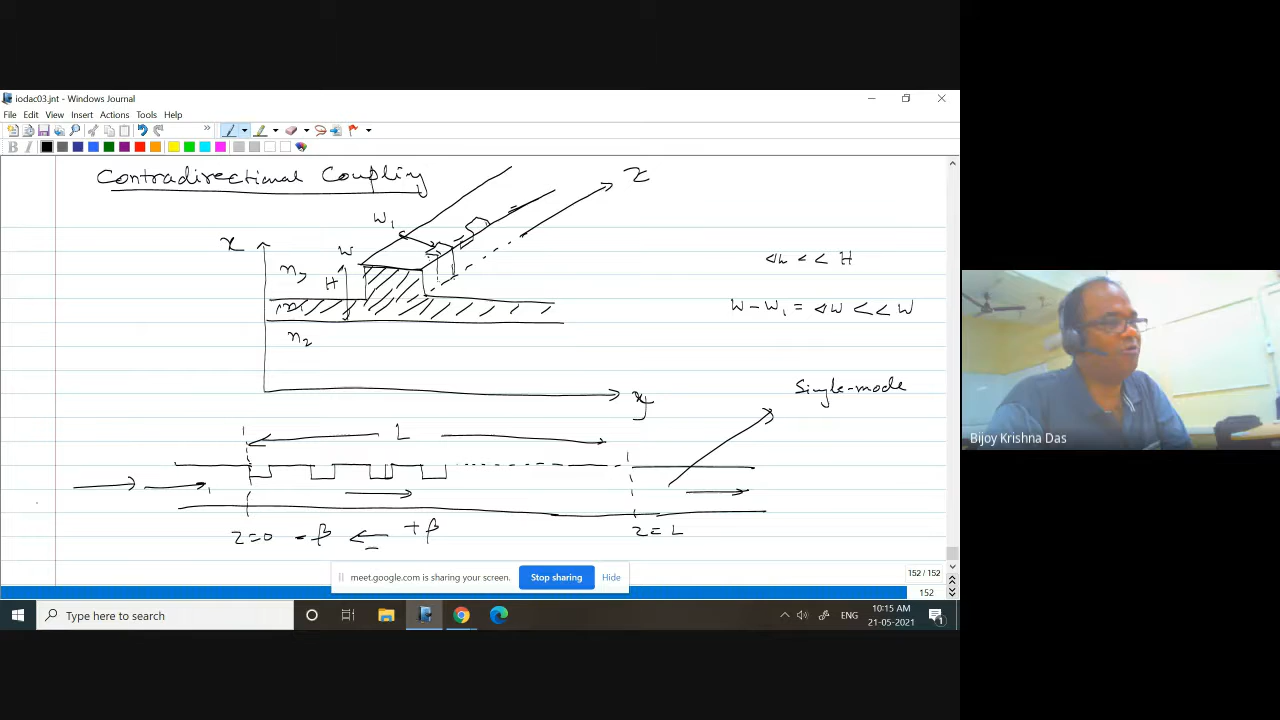 iodac03.jnt - Windows Journal
File Edit View Insert Actions Tools Help
Contradirectional Coupling
z
W1
x
W
n3
H
Δh << H
n1
W - W1 = ΔW << W
n2
y
Single-mode
L
z=0 -β +β z=L
meet.google.com is sharing your screen. Stop sharing Hide
152 / 152
152
Type here to search
ENG
10:15 AM
21-05-2021
1
Bijoy Krishna Das